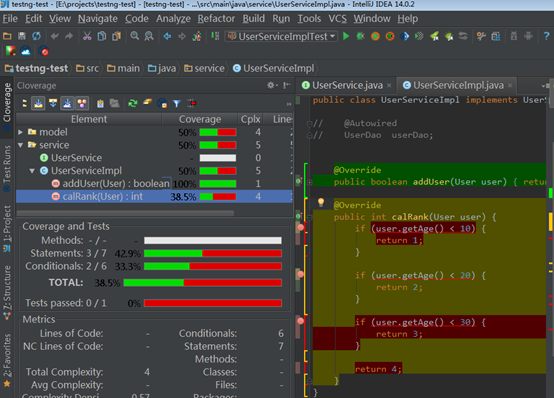 testng-test - [E:\projects\testng-test] - [testng-test] - ...\src\main\java\service\UserServiceImpl.java - IntelliJ IDEA 14.0.2
File Edit View Navigate Code Analyze Refactor Build Run Tools VCS Window Help
UserServiceImplTest
testng-test src main java service UserServiceImpl
Cloverage
Test Runs
1: Project
7: Structure
2: Favorites
Cloverage
Element Coverage Cplx Lines
model 50% 4
service 50% 5 5
UserService - 0
UserServiceImpl 50% 5
addUser(User) : boolean 100% 1
calRank(User) : int 38.5% 4
Coverage and Tests
Methods: - / -
Statements: 3 / 7 42.9%
Conditionals: 2 / 6 33.3%
TOTAL: 38.5%
Tests passed: 0 / 1 0%
Metrics
Lines of Code: - Conditionals: 6
NC Lines of Code: - Statements: 7
Methods: -
Total Complexity: 4 Classes: -
Avg Complexity: - Files: -
Complexity Densi 0.57 Packages: -
UserService.java UserServiceImpl.java
public class UserServiceImpl implements UserS
// @Autowired
// UserDao userDao;
@Override
public boolean addUser(User user) { retur
@Override
public int calRank(User user) {
if (user.getAge() < 10) {
return 1;
}
if (user.getAge() < 20) {
return 2;
}
if (user.getAge() < 30) {
return 3;
}
return 4;
}
}